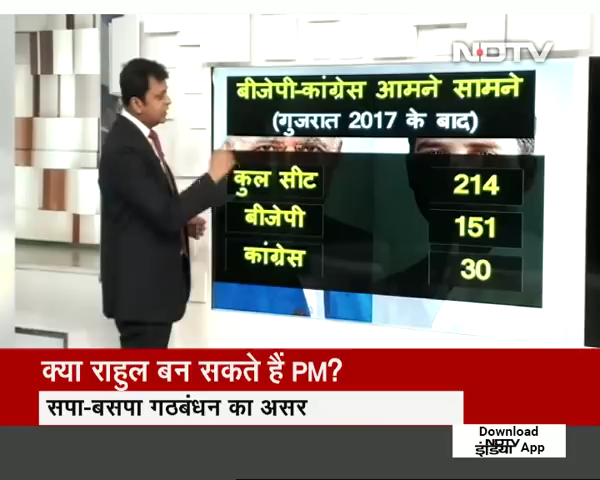 NDTV
बीजेपी-कांग्रेस आमने सामने
(गुजरात 2017 के बाद)
कुल सीट 214
बीजेपी 151
कांग्रेस 30
क्या राहुल बन सकते हैं PM?
सपा-बसपा गठबंधन का असर
Download
NDTV
इंडिया App